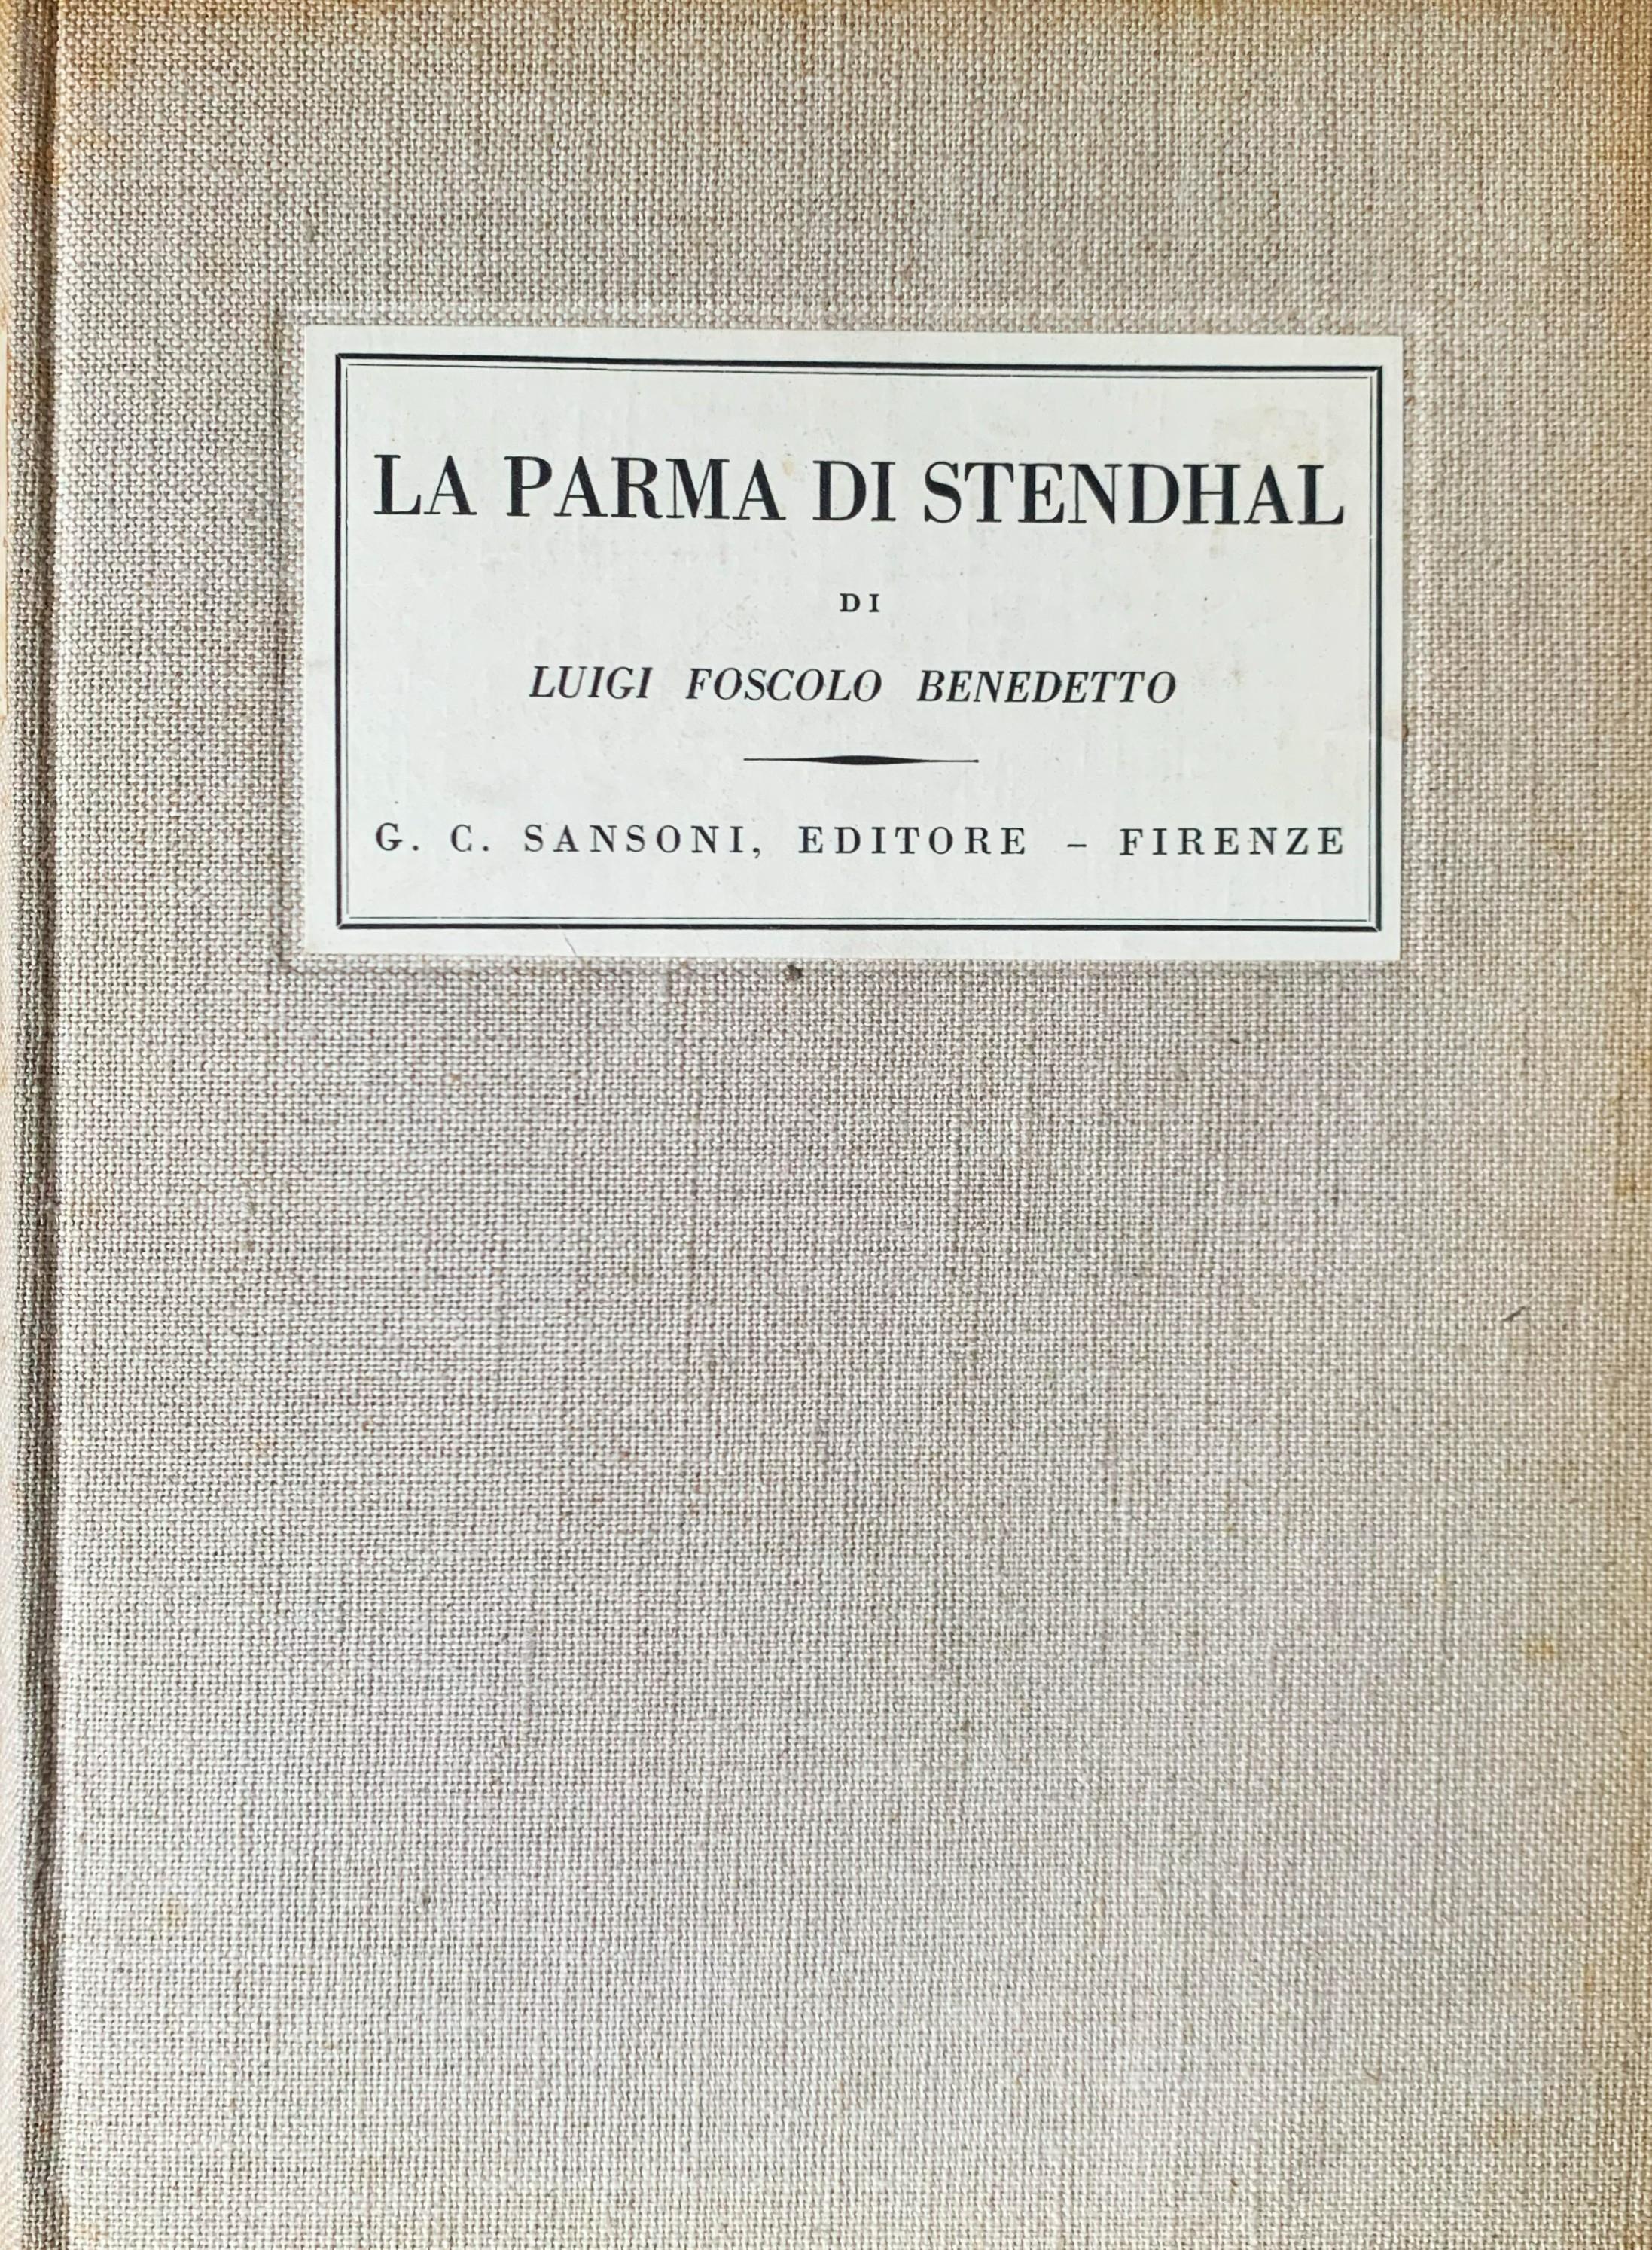 LA PARMA DI STENDHAL
DI
LUIGI FOSCOLO BENEDETTO
G. C. SANSONI, EDITORE – FIRENZE